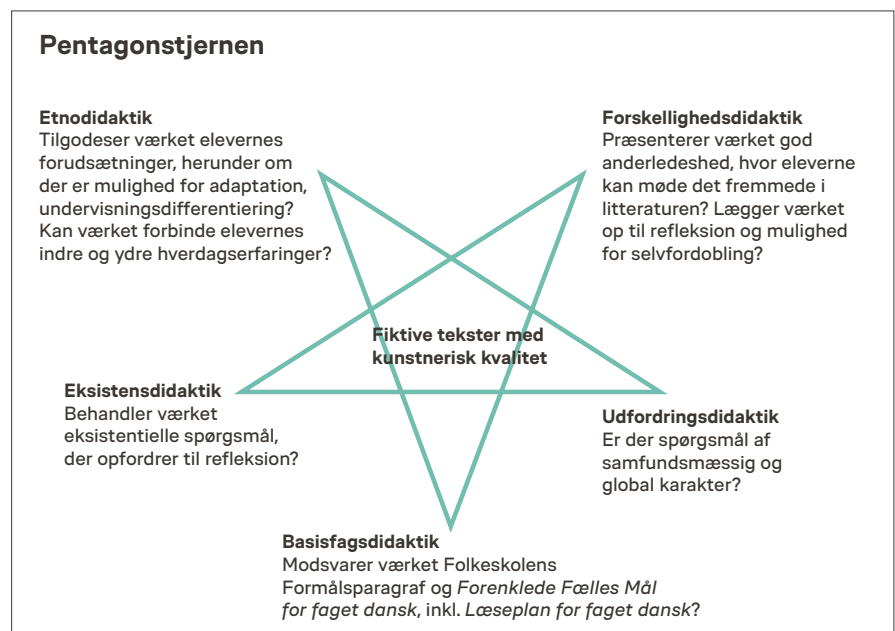 Pentagonstjernen
Etnodidaktik
Tilgodeser værket elevernes
forudsætninger, herunder om
der er mulighed for adaptation,
undervisningsdifferentiering?
Kan værket forbinde elevernes
indre og ydre hverdagserfaringer?
Forskellighedsdidaktik
Præsenterer værket god
anderledeshed, hvor eleverne
kan møde det fremmede i
litteraturen? Lægger værket
op til refleksion og mulighed
for selvfordobling?
Fiktive tekster med
kunstnerisk kvalitet
Eksistensdidaktik
Behandler værket
eksistentielle spørgsmål,
der opfordrer til refleksion?
Udfordringsdidaktik
Er der spørgsmål af
samfundsmæssig og
global karakter?
Basisfagsdidaktik
Modsvarer værket Folkeskolens
Formålsparagraf og Forenklede Fælles Mål
for faget dansk, inkl. Læseplan for faget dansk?